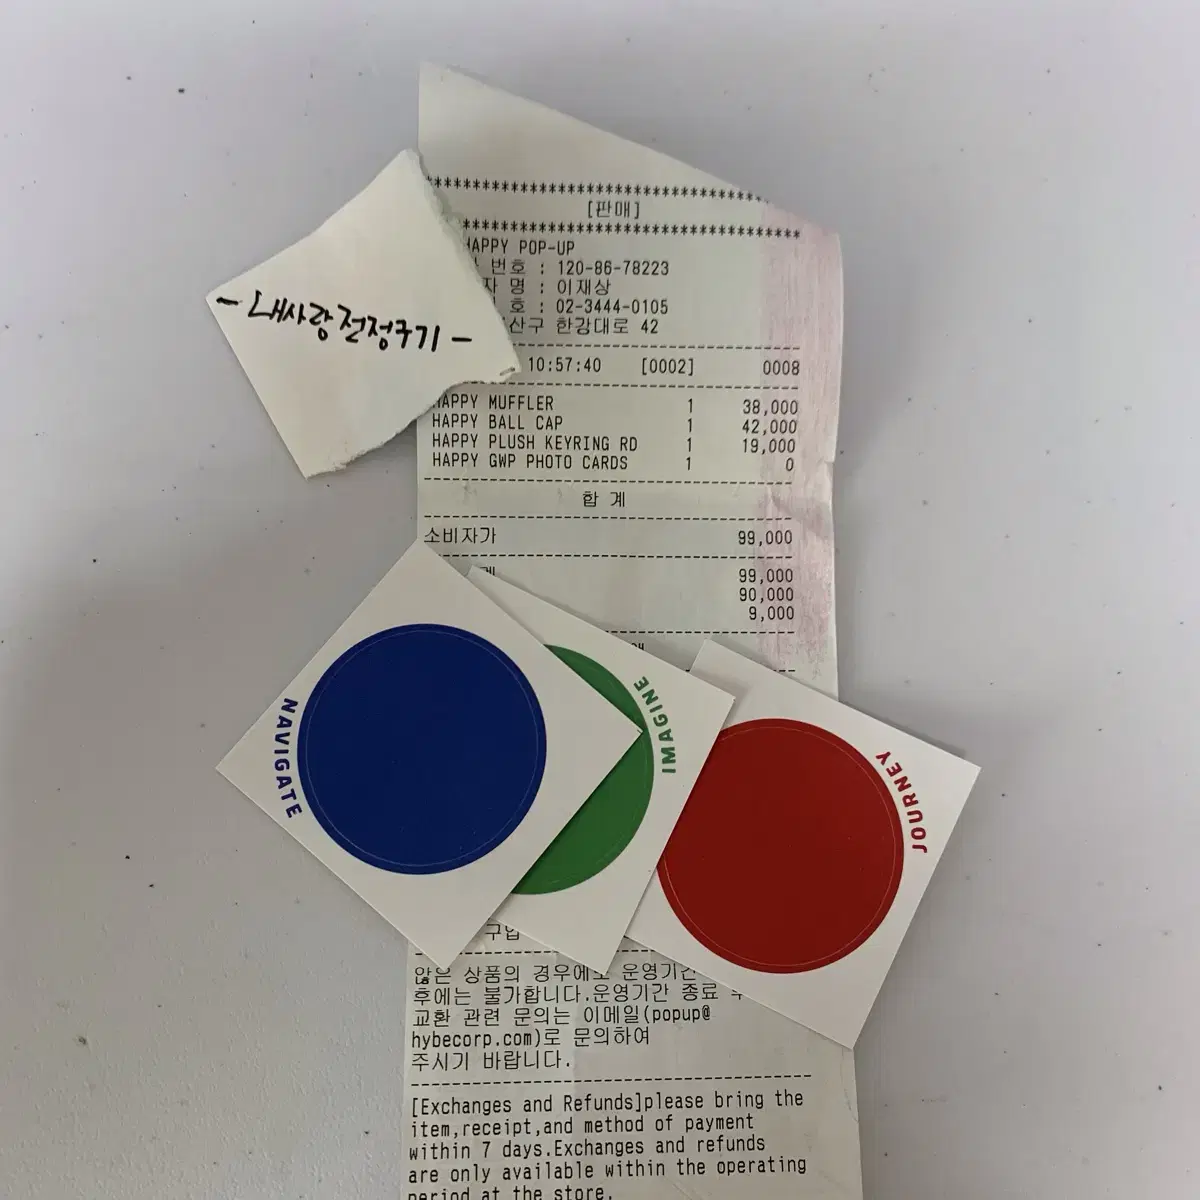 ****************************************
[판매]
****************************************
HAPPY POP-UP
번호 : 120-86-78223
자 명 : 이재상
호 : 02-3444-0105
산구 한강대로 42
10:57:40 [0002] 0008
HAPPY MUFFLER 1 38,000
HAPPY BALL CAP 1 42,000
HAPPY PLUSH KEYRING RD 1 19,000
HAPPY GWP PHOTO CARDS 1 0
합 계
소비자가 99,000
99,000
90,000
9,000
- 내사랑전정구기 -
NAVIGATE
IMAGINE
JOURNEY
구입
않은 상품의 경우에도 운영기간
후에는 불가합니다.운영기간 종료
교환 관련 문의는 이메일(popup@
hybecorp.com)로 문의하여
주시기 바랍니다.
[Exchanges and Refunds]please bring the
item,receipt,and method of payment
within 7 days.Exchanges and refunds
are only available within the operating
period at the store.